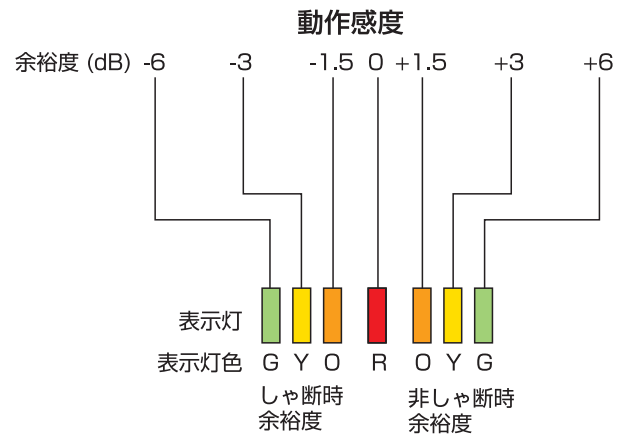 動作感度
余裕度 (dB) -6 -3 -1.5 0 +1.5 +3 +6
表示灯
表示灯色 G Y O R O Y G
しゃ断時
余裕度
非しゃ断時
余裕度